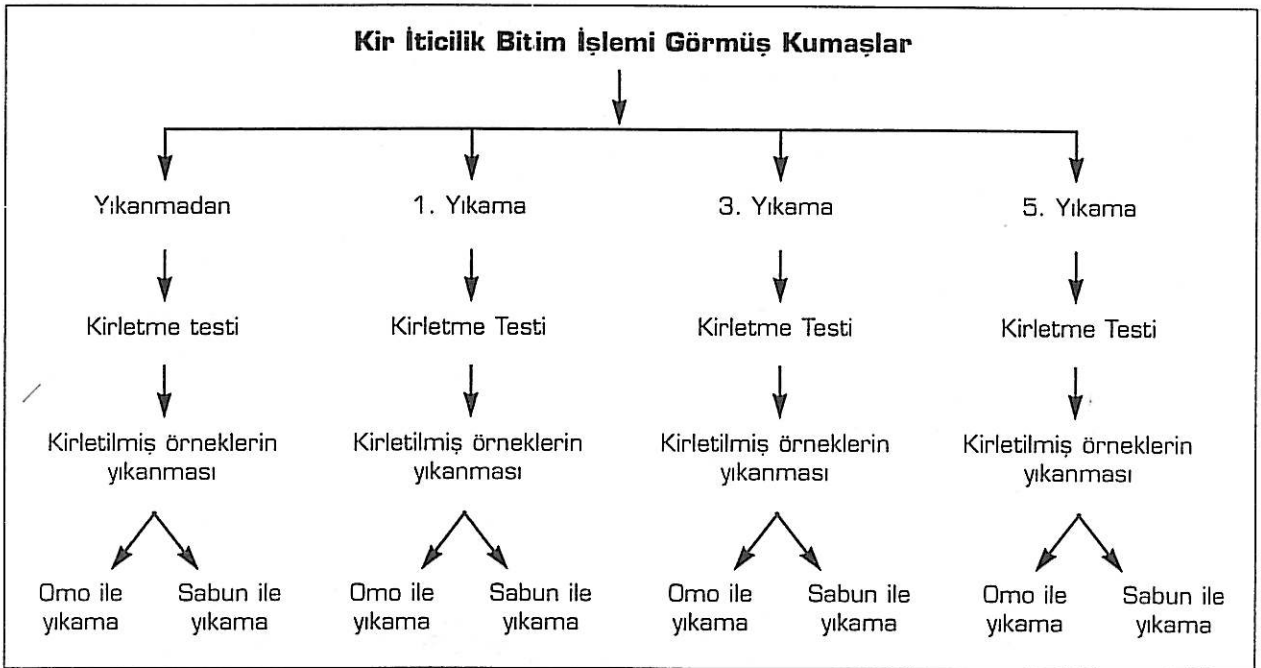 Kir İticilik Bitim İşlemi Görmüş Kumaşlar
Yıkanmadan
1. Yıkama
3. Yıkama
5. Yıkama
Kirletme testi
Kirletme Testi
Kirletme Testi
Kirletme Testi
Kirletilmiş örneklerin
yıkanması
Kirletilmiş örneklerin
yıkanması
Kirletilmiş örneklerin
yıkanması
Kirletilmiş örneklerin
yıkanması
Omo ile
yıkama
Sabun ile
yıkama
Omo ile
yıkama
Sabun ile
yıkama
Omo ile
yıkama
Sabun ile
yıkama
Omo ile
yıkama
Sabun ile
yıkama